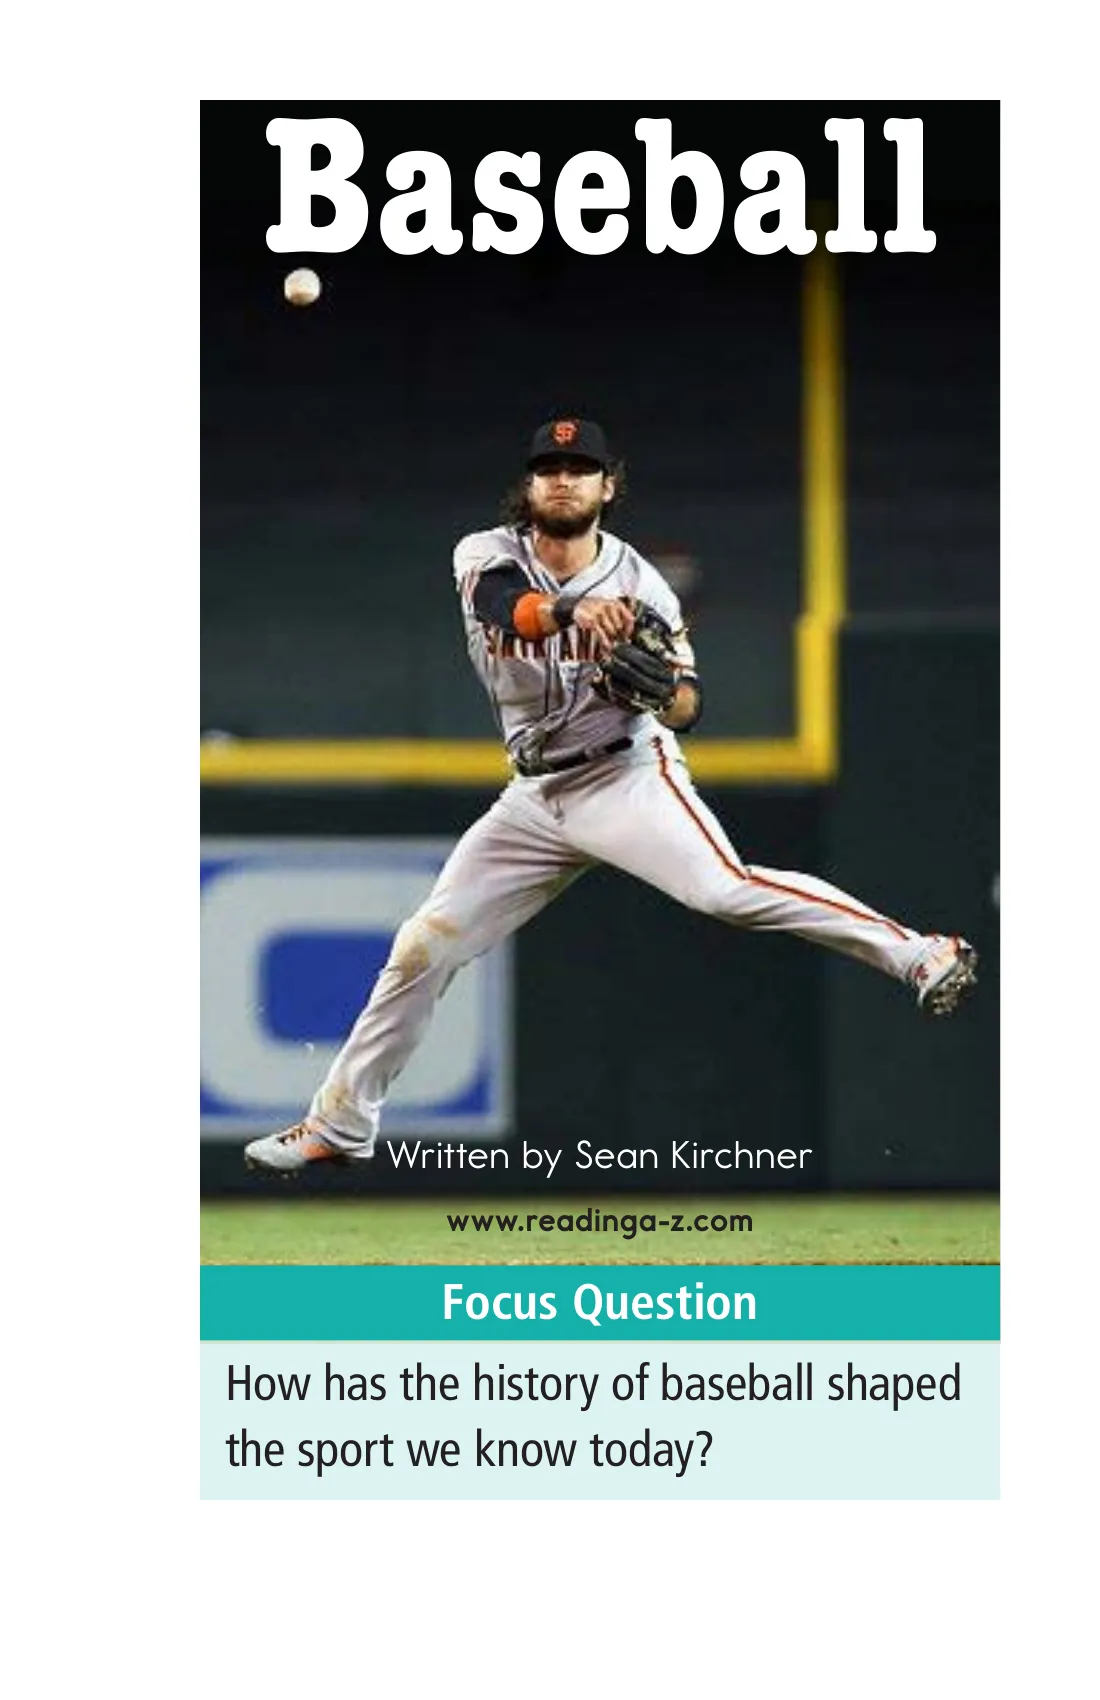 Baseball
Written by Sean Kirchner
www.readinga-z.com
Focus Question
How has the history of baseball shaped
the sport we know today?